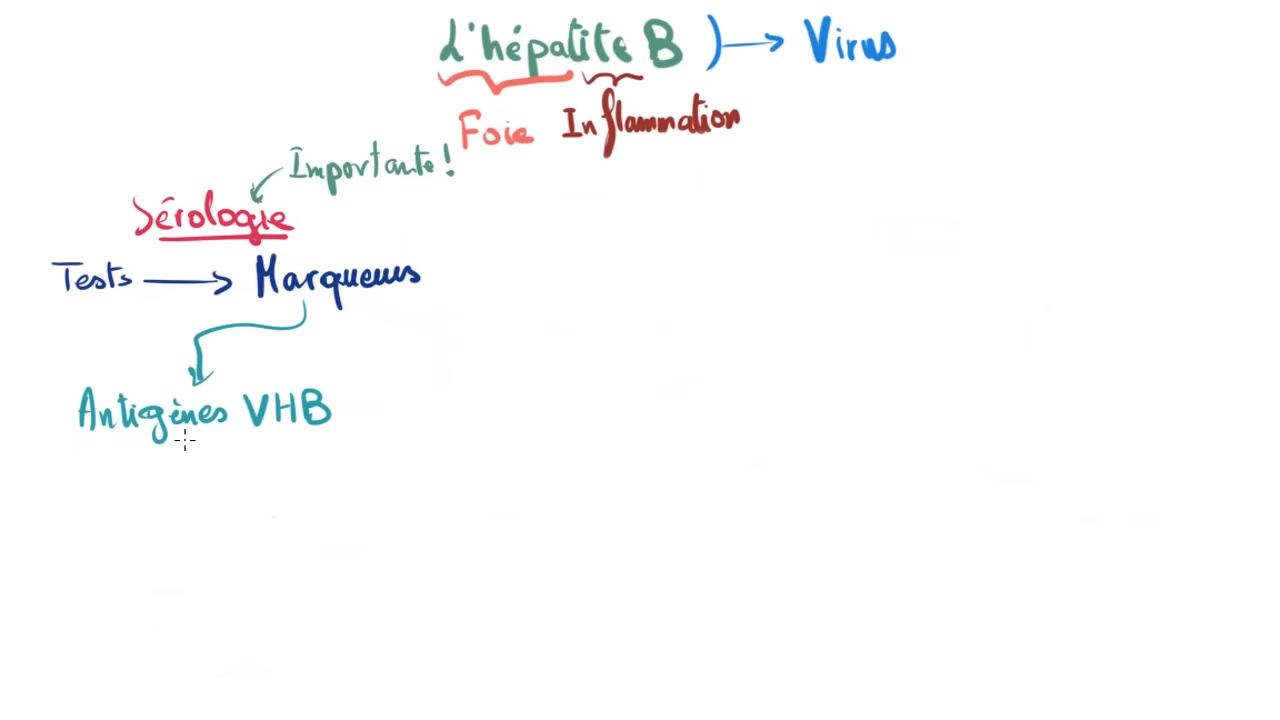 L'hépatite B ) → Virus
Foie Inflammation
Importante !
Sérologie
Tests → Marqueurs
Antigènes VHB